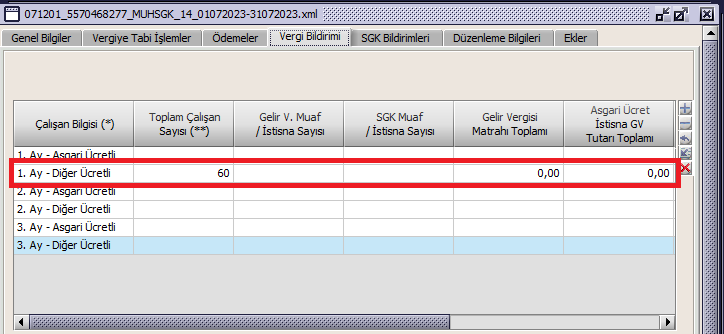 071201_5570468277_MUHSGK_14_01072023-31072023.xml
Genel Bilgiler Vergiye Tabi İşlemler Ödemeler Vergi Bildirimi SGK Bildirimleri Düzenleme Bilgileri Ekler
Çalışan Bilgisi (*) Toplam Çalışan Sayısı (**) Gelir V. Muaf / İstisna Sayısı SGK Muaf / İstisna Sayısı Gelir Vergisi Matrahı Toplamı Asgari Ücret İstisna GV Tutarı Toplamı
1. Ay - Asgari Ücretli
1. Ay - Diğer Ücretli 60 0,00 0,00
2. Ay - Asgari Ücretli
2. Ay - Diğer Ücretli
3. Ay - Asgari Ücretli
3. Ay - Diğer Ücretli